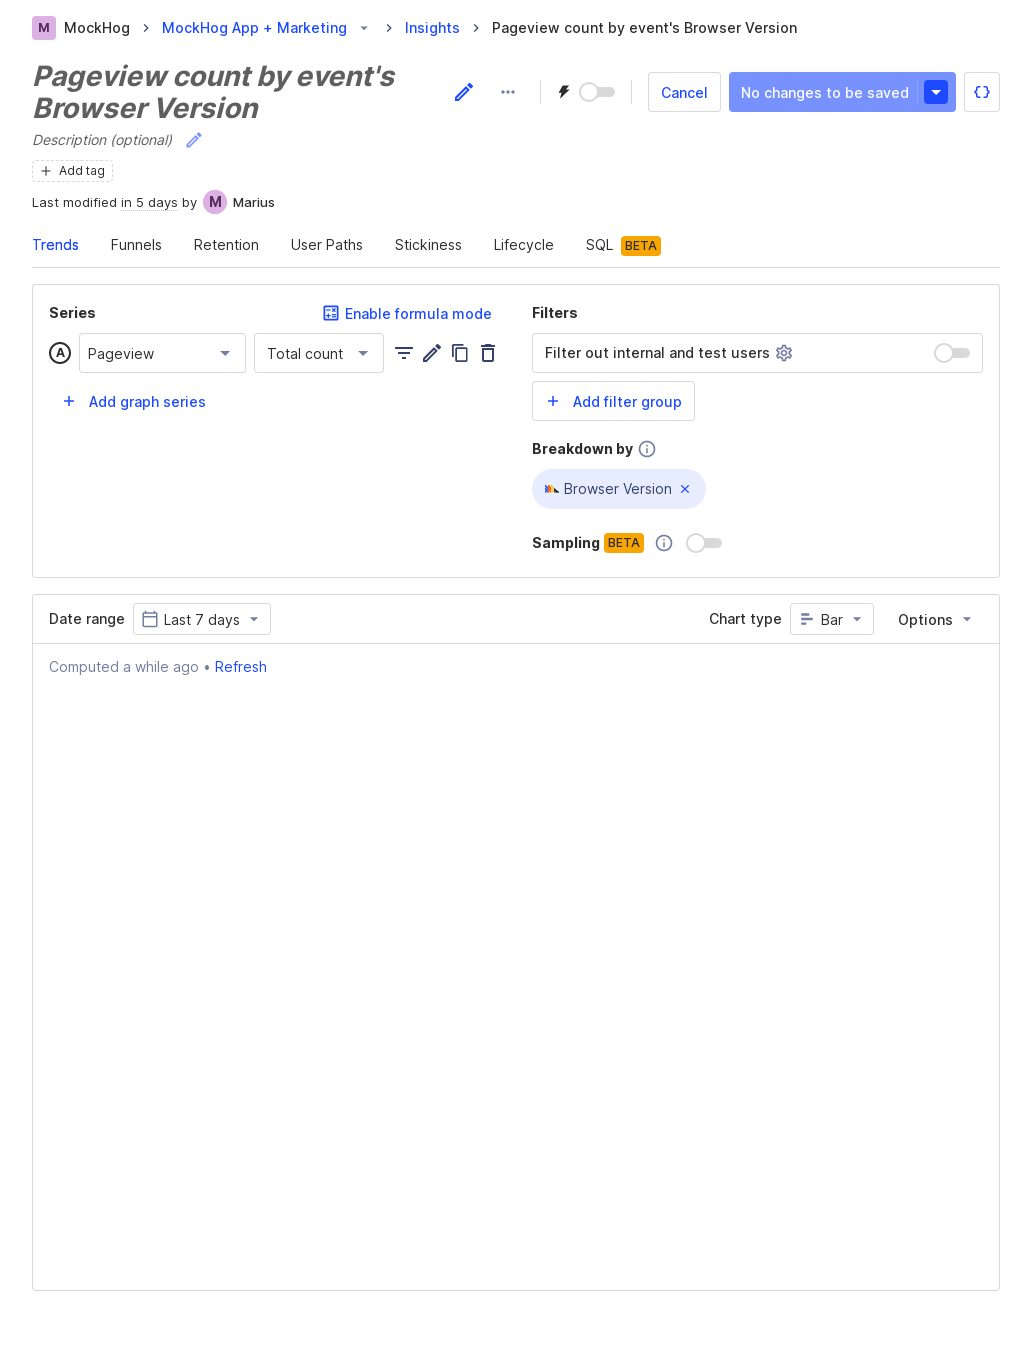 M MockHog MockHog App + Marketing Insights Pageview count by event's Browser Version
Pageview count by event's
Browser Version
Cancel No changes to be saved
Description (optional)
Add tag
Last modified in 5 days by M Marius
Trends Funnels Retention User Paths Stickiness Lifecycle SQL BETA
Series Enable formula mode Filters
A Pageview Total count Filter out internal and test users
Add graph series Add filter group
Breakdown by
Browser Version
Sampling BETA
Date range Last 7 days Chart type Bar Options
Computed a while ago • Refresh